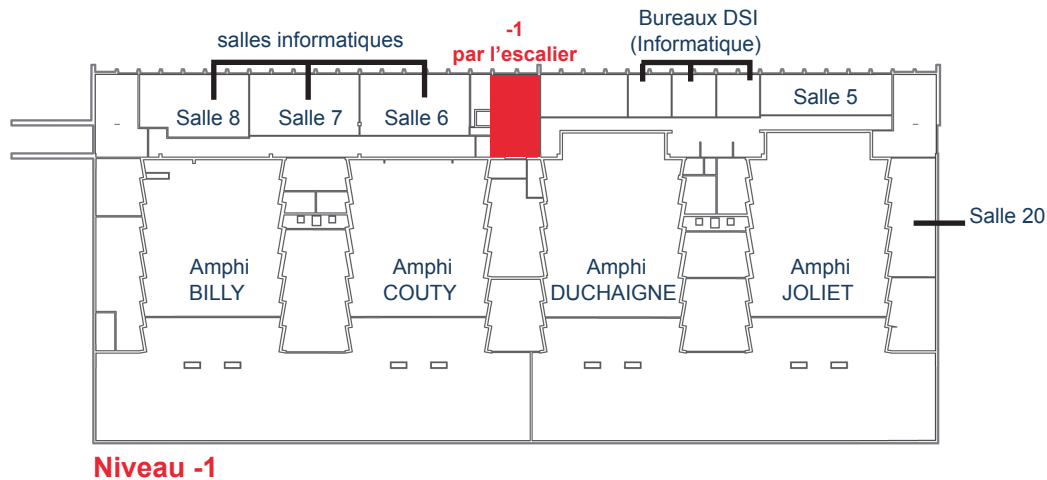 salles informatiques
-1
par l’escalier
Bureaux DSI
(Informatique)
Salle 8
Salle 7
Salle 6
Salle 5
Salle 20
Amphi
BILLY
Amphi
COUTY
Amphi
DUCHAIGNE
Amphi
JOLIET
Niveau -1